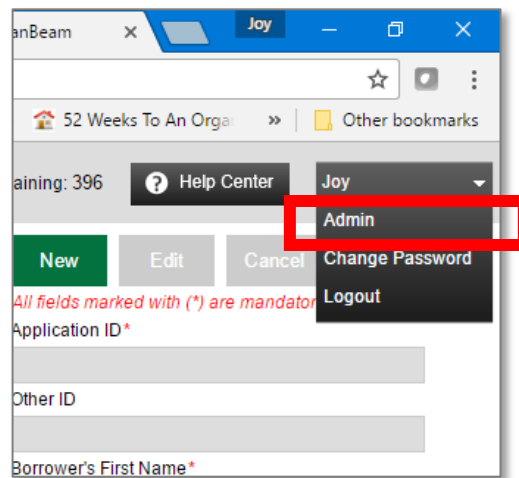 anBeam
Joy
52 Weeks To An Orga
Other bookmarks
aining: 396
Help Center
Joy
Admin
Change Password
Logout
New
Edit
Cancel
All fields marked with (*) are mandator
Application ID*
Other ID
Borrower's First Name*